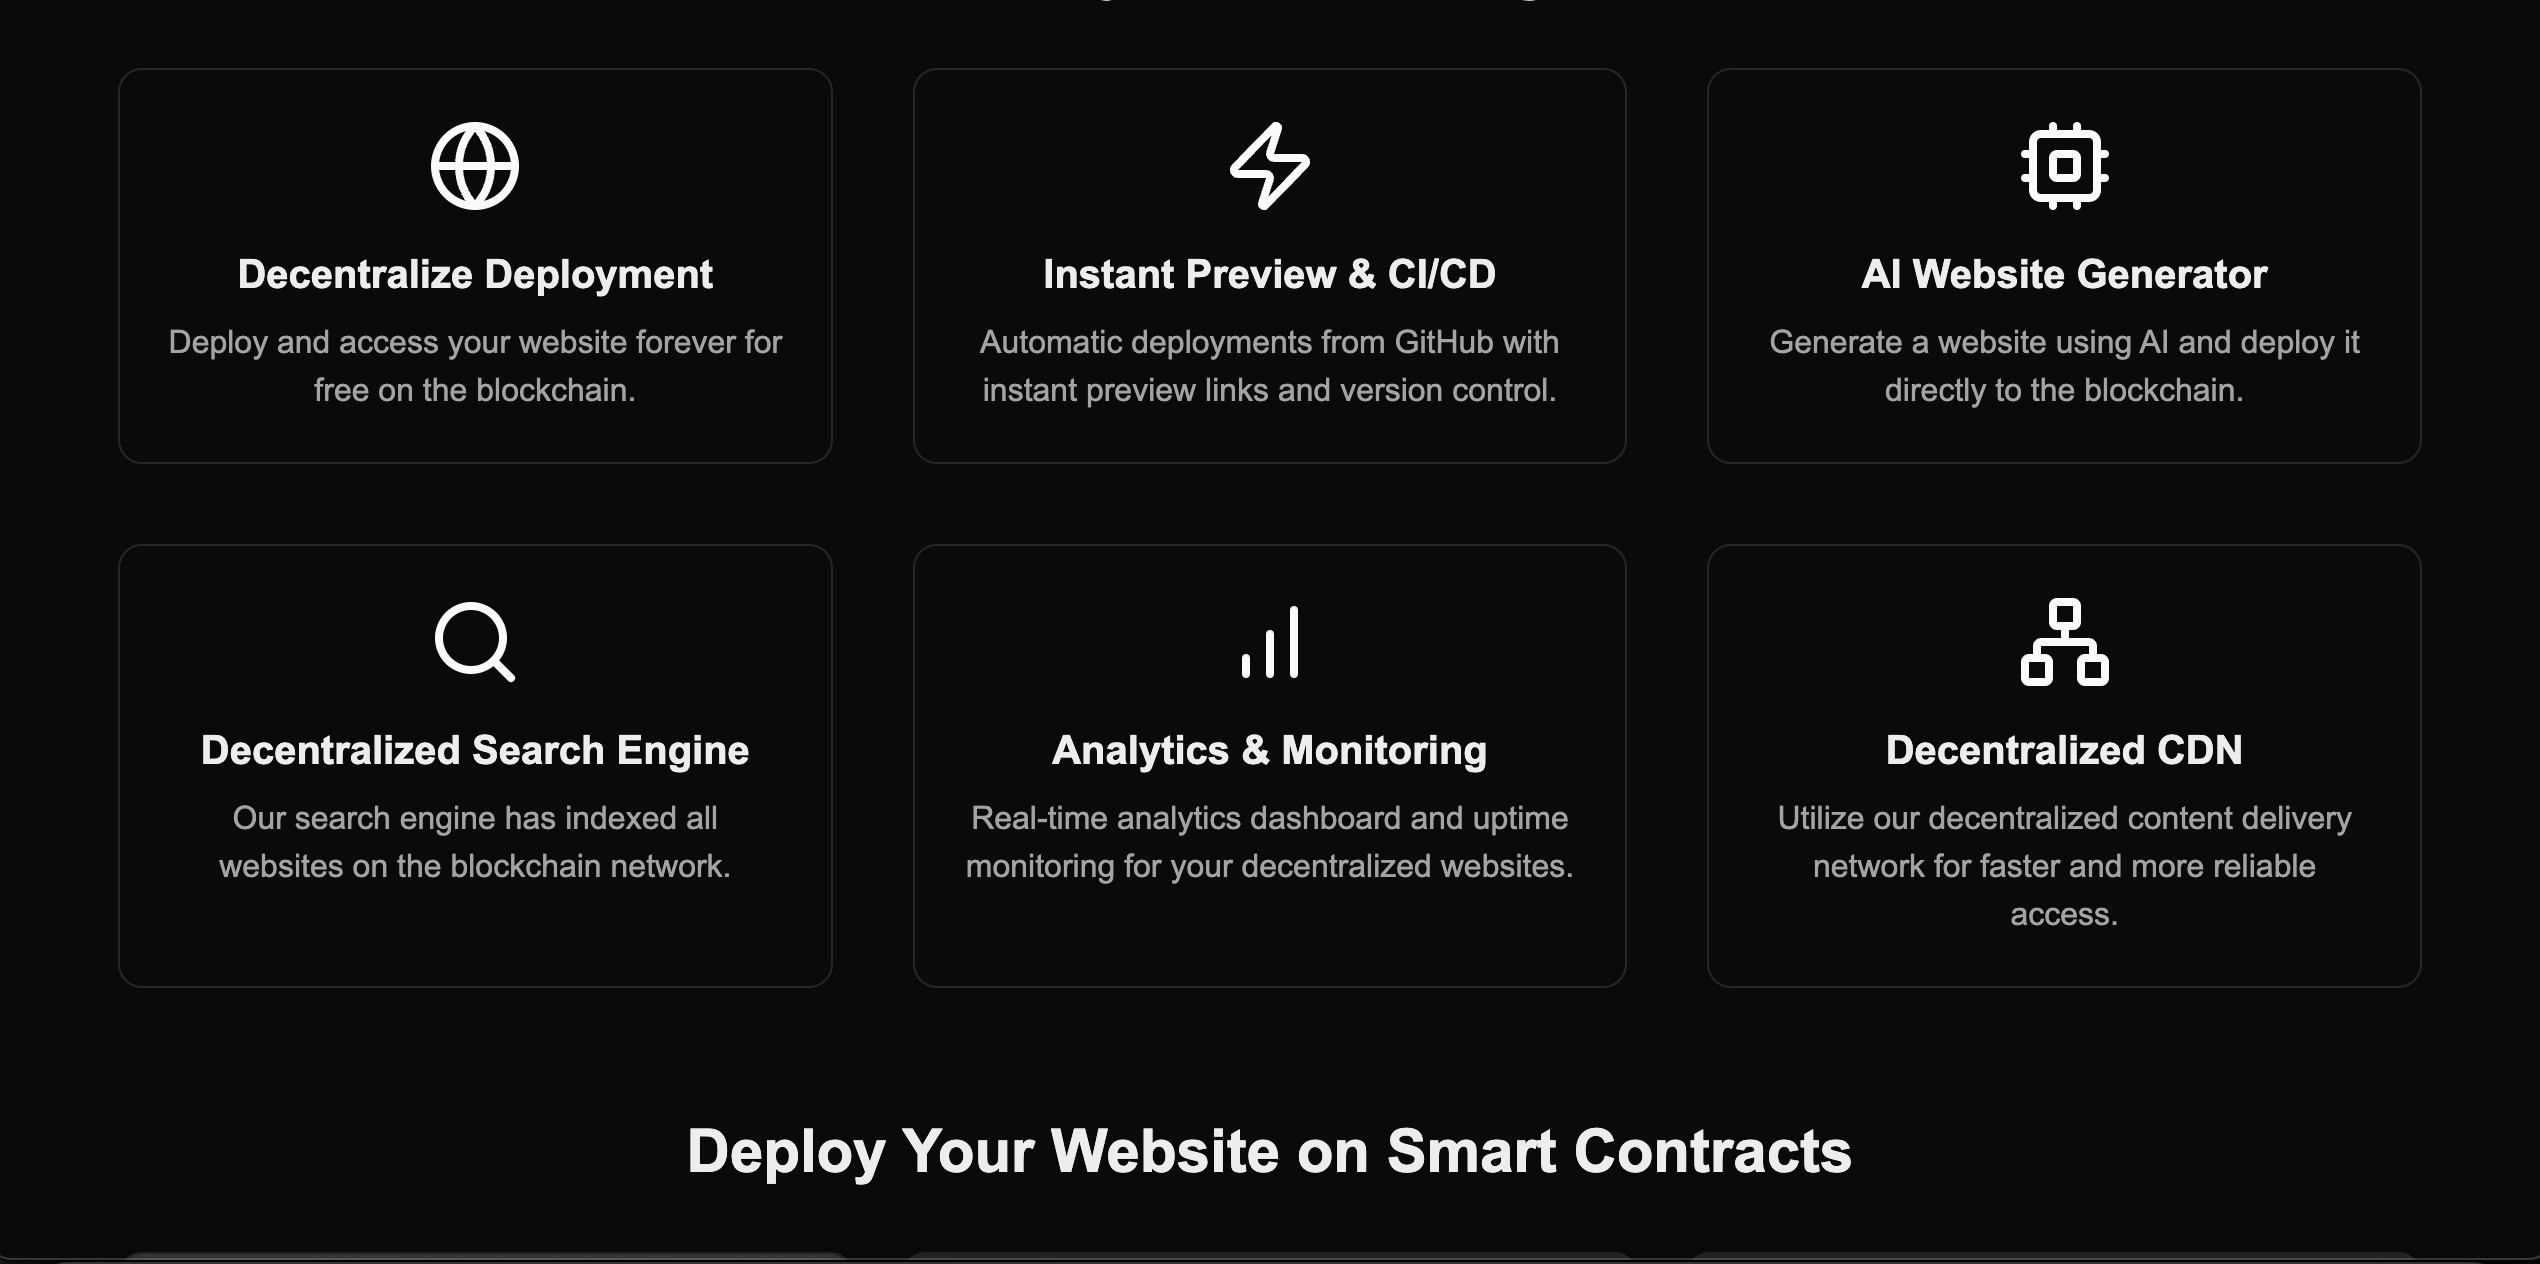 Decentralize Deployment
Deploy and access your website forever for
free on the blockchain.
Instant Preview & CI/CD
Automatic deployments from GitHub with
instant preview links and version control.
AI Website Generator
Generate a website using AI and deploy it
directly to the blockchain.
Decentralized Search Engine
Our search engine has indexed all
websites on the blockchain network.
Analytics & Monitoring
Real-time analytics dashboard and uptime
monitoring for your decentralized websites.
Decentralized CDN
Utilize our decentralized content delivery
network for faster and more reliable
access.
Deploy Your Website on Smart Contracts